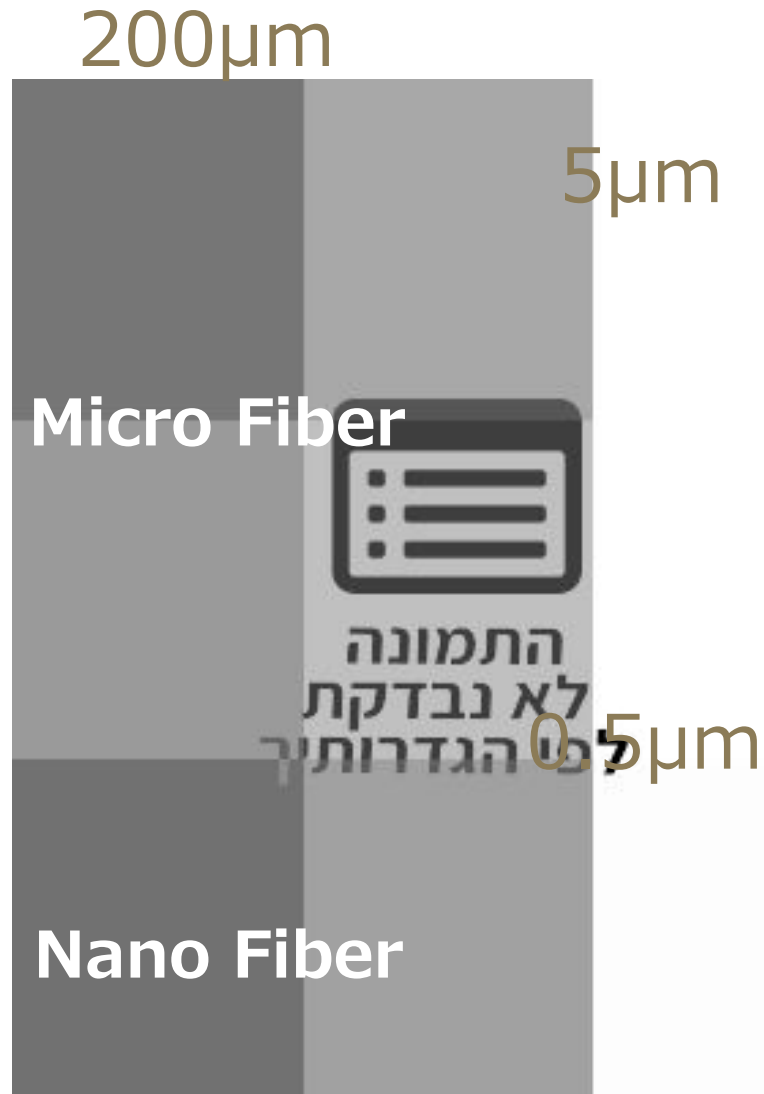 200µm
5µm
Micro Fiber
התמונה
לא נבדקת
לפי הגדרותיך
0.5µm
Nano Fiber